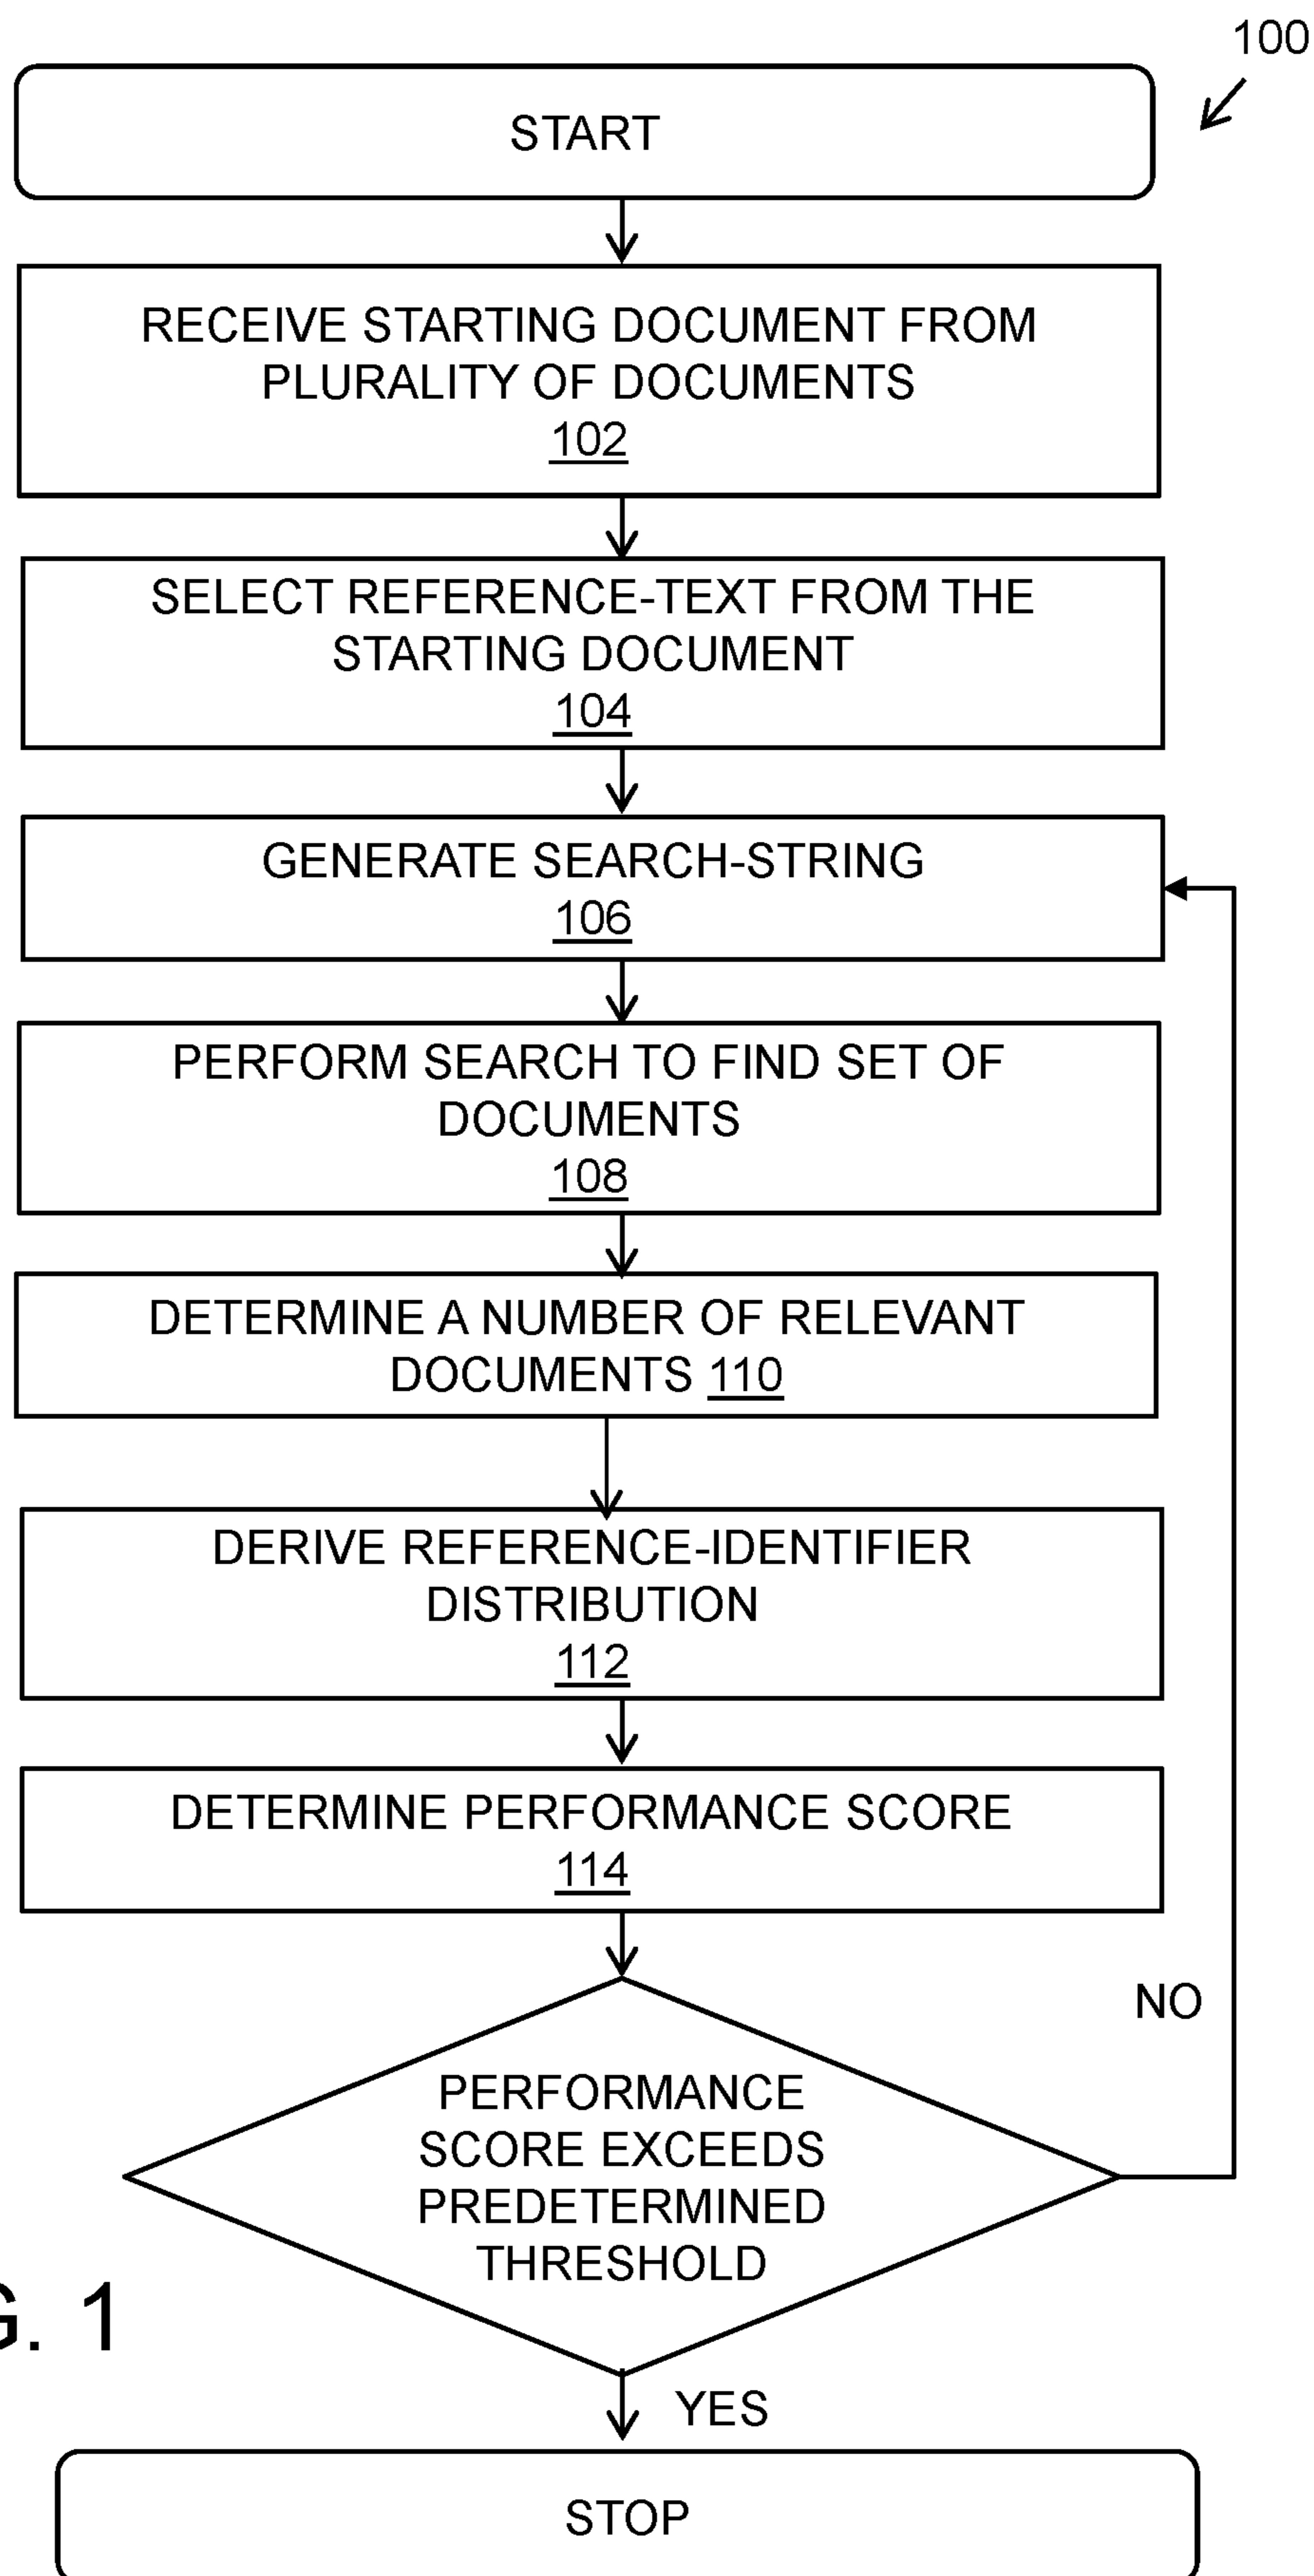 100
START
RECEIVE STARTING DOCUMENT FROM
PLURALITY OF DOCUMENTS
102
SELECT REFERENCE-TEXT FROM THE
STARTING DOCUMENT
104
GENERATE SEARCH-STRING
106
PERFORM SEARCH TO FIND SET OF
DOCUMENTS
108
DETERMINE A NUMBER OF RELEVANT
DOCUMENTS 110
DERIVE REFERENCE-IDENTIFIER
DISTRIBUTION
112
DETERMINE PERFORMANCE SCORE
114
NO
PERFORMANCE
SCORE EXCEEDS
PREDETERMINED
THRESHOLD
G. 1
YES
STOP